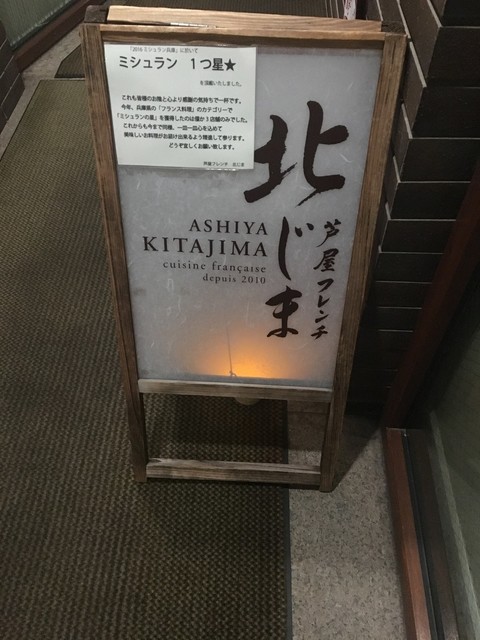 「2016 ミシュラン兵庫」に於いて
ミシュラン 1つ星★
を頂戴いたしました。
これも皆様のお陰と心より感謝の気持ちで一杯です。
今年、兵庫県の「フランス料理」のカテゴリーで
「ミシュランの星」を獲得したのは僅か3店舗のみでした。
これからも今まで同様、一皿一皿心を込めて
美味しいお料理がお届け出来るよう精進して参ります。
どうぞ宜しくお願い致します。
芦屋フレンチ 北じま
北じま
芦屋フレンチ
ASHIYA
KITAJIMA
cuisine française
depuis 2010